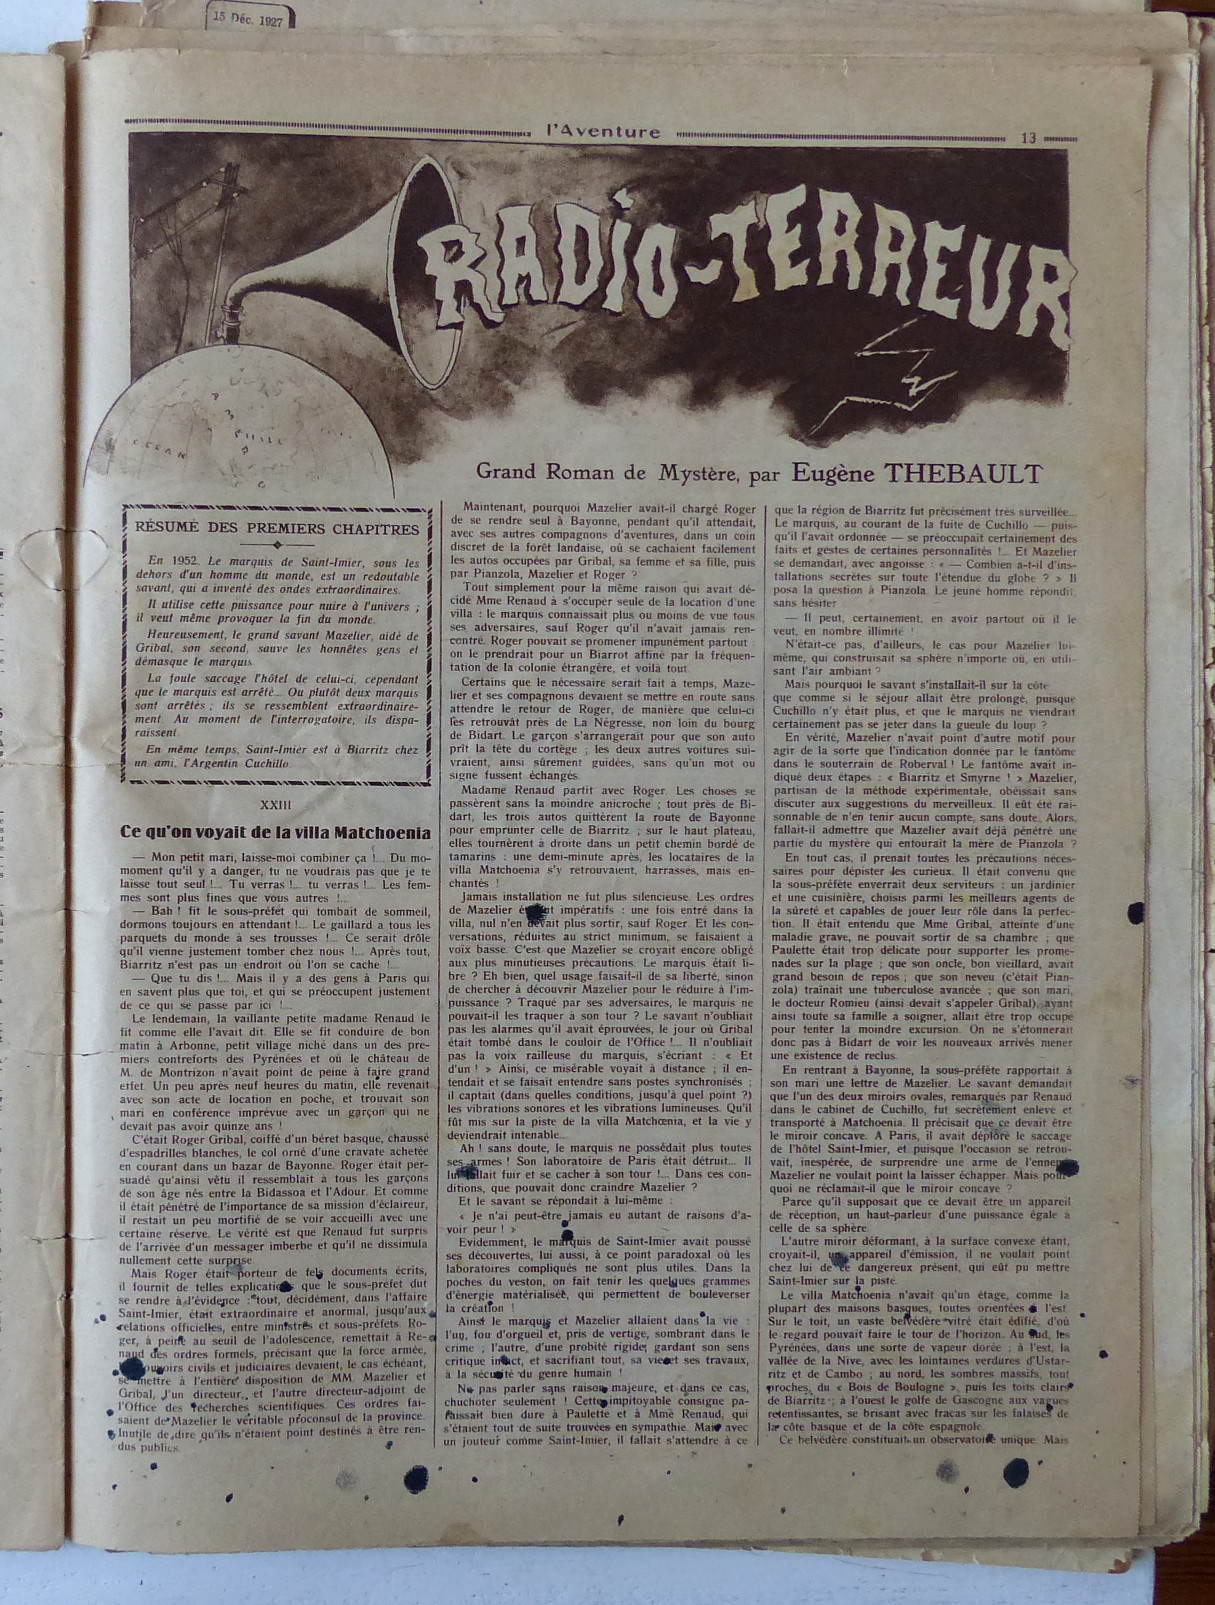 15 Déc. 1927
l'Aventure
13
RADIO-TERREUR
Grand Roman de Mystère, par Eugène THEBAULT
RÉSUMÉ DES PREMIERS CHAPITRES
En 1952. Le marquis de Saint-Imier, sous les
dehors d'un homme du monde, est un redoutable
savant, qui a inventé des ondes extraordinaires.
Il utilise cette puissance pour nuire à l'univers ;
il veut même provoquer la fin du monde.
Heureusement, le grand savant Mazelier, aidé de
Gribal, son second, sauve les honnêtes gens et
démasque le marquis.
La foule saccage l'hôtel de celui-ci, cependant
que le marquis est arrêté... Ou plutôt deux marquis
sont arrêtés ; ils se ressemblent extraordinaire-
ment. Au moment de l'interrogatoire, ils dispa-
raissent.
En même temps, Saint-Imier est à Biarritz chez
un ami, l'Argentin Cuchillo.
XXIII
Ce qu'on voyait de la villa Matchoenia
— Mon petit mari, laisse-moi combiner ça !... Du mo-
moment qu'il y a danger, tu ne voudrais pas que je te
laisse tout seul !... Tu verras !... tu verras !... Les fem-
mes sont plus fines que vous autres !...
— Bah ! fit le sous-préfet qui tombait de sommeil,
dormons toujours en attendant !... Le gaillard a tous les
parquets du monde à ses trousses !... Ce serait drôle
qu'il vienne justement tomber chez nous !... Après tout,
Biarritz n'est pas un endroit où l'on se cache !...
— Que tu dis !... Mais il y a des gens à Paris qui
en savent plus que toi, et qui se préoccupent justement
de ce qui se passe par ici !...
Le lendemain, la vaillante petite madame Renaud le
fit comme elle l'avait dit. Elle se fit conduire de bon
matin à Arbonne, petit village niché dans un des pre-
miers contreforts des Pyrénées et où le château de
M. de Montrizon n'avait point de peine à faire grand
effet. Un peu après neuf heures du matin, elle revenait
avec son acte de location en poche, et trouvait son
mari en conférence imprévue avec un garçon qui ne
devait pas avoir quinze ans !
C'était Roger Gribal, coiffé d'un béret basque, chaussé
d'espadrilles blanches, le col orné d'une cravate achetée
en courant dans un bazar de Bayonne. Roger était per-
suadé qu'ainsi vêtu il ressemblait à tous les garçons
de son âge nés entre la Bidassoa et l'Adour. Et comme
il était pénétré de l'importance de sa mission d'éclaireur,
il restait un peu mortifié de se voir accueilli avec une
certaine réserve. Le vérité est que Renaud fut surpris
de l'arrivée d'un messager imberbe et qu'il ne dissimula
nullement cette surprise.
Mais Roger était porteur de tels documents écrits,
il fournit de telles explications que le sous-préfet dut
se rendre à l'évidence : tout, décidément, dans l'affaire
Saint-Imier, était extraordinaire et anormal, jusqu'aux
relations officielles, entre ministres et sous-préfets. Ro-
ger, à peine au seuil de l'adolescence, remettait à Re-
naud des ordres formels, précisant que la force armée,
pouvoirs civils et judiciaires devaient, le cas échéant,
se mettre à l'entière disposition de MM. Mazelier et
Gribal, l'un directeur, et l'autre directeur-adjoint de
l'Office des recherches scientifiques. Ces ordres fai-
saient de Mazelier le véritable proconsul de la province.
Inutile de dire qu'ils n'étaient point destinés à être ren-
dus publics.
Maintenant, pourquoi Mazelier avait-il chargé Roger
de se rendre seul à Bayonne, pendant qu'il attendait,
avec ses autres compagnons d'aventures, dans un coin
discret de la forêt landaise, où se cachaient facilement
les autos occupées par Gribal, sa femme et sa fille, puis
par Pianzola, Mazelier et Roger ?
Tout simplement pour la même raison qui avait dé-
cidé Mme Renaud à s'occuper seule de la location d'une
villa : le marquis connaissait plus ou moins de vue tous
ses adversaires, sauf Roger qu'il n'avait jamais ren-
contré. Roger pouvait se promener impunément partout :
on le prendrait pour un Biarrot affiné par la fréquen-
tation de la colonie étrangère, et voilà tout.
Certains que le nécessaire serait fait à temps, Maze-
lier et ses compagnons devaient se mettre en route sans
attendre le retour de Roger, de manière que celui-ci
les retrouvât près de La Négresse, non loin du bourg
de Bidart. Le garçon s'arrangerait pour que son auto
prît la tête du cortège ; les deux autres voitures sui-
vraient, ainsi sûrement guidées, sans qu'un mot ou
signe fussent échangés.
Madame Renaud partit avec Roger. Les choses se
passèrent sans la moindre anicroche ; tout près de Bi-
dart, les trois autos quittèrent la route de Bayonne
pour emprunter celle de Biarritz ; sur le haut plateau,
elles tournèrent à droite dans un petit chemin bordé de
tamarins : une demi-minute après, les locataires de la
villa Matchoenia s'y retrouvaient, harrassés, mais en-
chantés !
Jamais installation ne fut plus silencieuse. Les ordres
de Mazelier étaient impératifs : une fois entré dans la
villa, nul n'en devait plus sortir, sauf Roger. Et les con-
versations, réduites au strict minimum, se faisaient à
voix basse. C'est que Mazelier se croyait encore obligé
aux plus minutieuses précautions. Le marquis était li-
bre ? Eh bien, quel usage faisait-il de sa liberté, sinon
de chercher à découvrir Mazelier pour le réduire à l'im-
puissance ? Traqué par ses adversaires, le marquis ne
pouvait-il les traquer à son tour ? Le savant n'oubliait
pas les alarmes qu'il avait éprouvées, le jour où Gribal
était tombé dans le couloir de l'Office !... Il n'oubliait
pas la voix railleuse du marquis, s'écriant : « Et
d'un ! » Ainsi, ce misérable voyait à distance ; il en-
tendait et se faisait entendre sans postes synchronisés ;
il captait (dans quelles conditions, jusqu'à quel point ?)
les vibrations sonores et les vibrations lumineuses. Qu'il
fût mis sur la piste de la villa Matchœnia, et la vie y
deviendrait intenable...
Ah ! sans doute, le marquis ne possédait plus toutes
ses armes ! Son laboratoire de Paris était détruit... Il
lui fallait fuir et se cacher à son tour !... Dans ces con-
ditions, que pouvait donc craindre Mazelier ?
Et le savant se répondait à lui-même :
« Je n'ai peut-être jamais eu autant de raisons d'a-
voir peur ! »
Evidemment, le marquis de Saint-Imier avait poussé
ses découvertes, lui aussi, à ce point paradoxal où les
laboratoires compliqués ne sont plus utiles. Dans la
poches du veston, on fait tenir les quelques grammes
d'énergie matérialisée, qui permettent de bouleverser
la création !
Ainsi le marquis et Mazelier allaient dans la vie :
l'un, fou d'orgueil et, pris de vertige, sombrant dans le
crime ; l'autre, d'une probité rigide, gardant son sens
critique intact, et sacrifiant tout, sa vie et ses travaux,
à la sécurité du genre humain !
Ne pas parler sans raison majeure, et dans ce cas,
chuchoter seulement ! Cette impitoyable consigne pa-
raissait bien dure à Paulette et à Mme Renaud, qui
s'étaient tout de suite trouvées en sympathie. Mais avec
un jouteur comme Saint-Imier, il fallait s'attendre à ce
que la région de Biarritz fut précisément très surveillée...
Le marquis, au courant de la fuite de Cuchillo — puis-
qu'il l'avait ordonnée — se préoccupait certainement des
faits et gestes de certaines personnalités !... Et Mazelier
se demandait, avec angoisse : « — Combien a-t-il d'ins-
tallations secrètes sur toute l'étendue du globe ? » Il
posa la question à Pianzola. Le jeune homme répondit
sans hésiter :
— Il peut, certainement, en avoir partout où il le
veut, en nombre illimité !
N'était-ce pas, d'ailleurs, le cas pour Mazelier lui-
même, qui construisait sa sphère n'importe où, en utili-
sant l'air ambiant ?
Mais pourquoi le savant s'installait-il sur la côte
que comme si le séjour allait être prolongé, puisque
Cuchillo n'y était plus, et que le marquis ne viendrait
certainement pas se jeter dans la gueule du loup ?
En vérité, Mazelier n'avait point d'autre motif pour
agir de la sorte que l'indication donnée par le fantôme
dans le souterrain de Roberval ! Le fantôme avait in-
diqué deux étapes : « Biarritz et Smyrne ! » Mazelier,
partisan de la méthode expérimentale, obéissait sans
discuter aux suggestions du merveilleux. Il eût été rai-
sonnable de n'en tenir aucun compte, sans doute. Alors,
fallait-il admettre que Mazelier avait déjà pénétré une
partie du mystère qui entourait la mère de Pianzola ?
En tout cas, il prenait toutes les précautions néces-
saires pour dépister les curieux. Il était convenu que
la sous-préfète enverrait deux serviteurs : un jardinier
et une cuisinière, choisis parmi les meilleurs agents de
la sûreté et capables de jouer leur rôle dans la perfec-
tion. Il était entendu que Mme Gribal, atteinte d'une
maladie grave, ne pouvait sortir de sa chambre ; que
Paulette était trop délicate pour supporter les prome-
nades sur la plage ; que son oncle, bon vieillard, avait
grand besoin de repos ; que son neveu (c'était Pian-
zola) traînait une tuberculose avancée ; que son mari,
le docteur Romieu (ainsi devait s'appeler Gribal), ayant
ainsi toute sa famille à soigner, allait être trop occupé
pour tenter la moindre excursion. On ne s'étonnerait
donc pas à Bidart de voir les nouveaux arrivés mener
une existence de reclus.
En rentrant à Bayonne, la sous-préfète rapportait à
son mari une lettre de Mazelier. Le savant demandait
que l'un des deux miroirs ovales, remarqués par Renaud
dans le cabinet de Cuchillo, fut secrètement enlevé et
transporté à Matchoenia. Il précisait que ce devait être
le miroir concave. A Paris, il avait déploré le saccage
de l'hôtel Saint-Imier, et puisque l'occasion se retrou-
vait, inespérée, de surprendre une arme de l'ennemi,
Mazelier ne voulait point la laisser échapper. Mais pour-
quoi ne réclamait-il que le miroir concave ?
Parce qu'il supposait que ce devait être un appareil
de réception, un haut-parleur d'une puissance égale à
celle de sa sphère.
L'autre miroir déformant, à la surface convexe étant,
croyait-il, un appareil d'émission, il ne voulait point
chez lui de ce dangereux présent, qui eût pu mettre
Saint-Imier sur la piste.
Le villa Matchoenia n'avait qu'un étage, comme la
plupart des maisons basques, toutes orientées à l'est.
Sur le toit, un vaste belvédère vitré était édifié, d'où
le regard pouvait faire le tour de l'horizon. Au sud, les
Pyrénées, dans une sorte de vapeur dorée ; à l'est, la
vallée de la Nive, avec les lointaines verdures d'Ustar-
ritz et de Cambo ; au nord, les sombres massifs, tout
proches, du « Bois de Boulogne », puis les toits clairs
de Biarritz ; à l'ouest le golfe de Gascogne aux vagues
retentissantes, se brisant avec fracas sur les falaises de
la côte basque et de la côte espagnole.
Ce belvédère constituait un observatoire unique. Mais